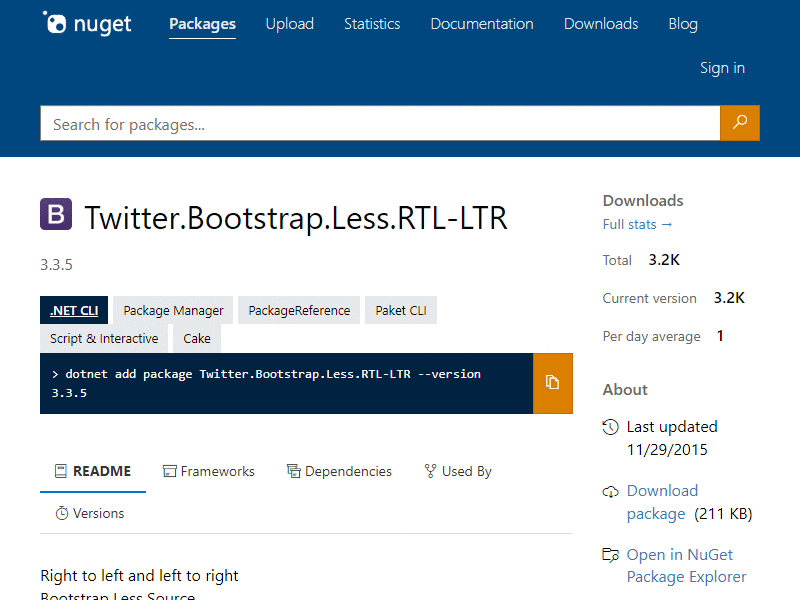 nuget
Packages
Upload
Statistics
Documentation
Downloads
Blog
Sign in
Search for packages...
B
Twitter.Bootstrap.Less.RTL-LTR
3.3.5
.NET CLI
Package Manager
PackageReference
Paket CLI
Script & Interactive
Cake
> dotnet add package Twitter.Bootstrap.Less.RTL-LTR --version
3.3.5
README
Frameworks
Dependencies
Used By
Versions
Right to left and left to right
Bootstrap Less Source
Downloads
Full stats →
Total 3.2K
Current version 3.2K
Per day average 1
About
Last updated
11/29/2015
Download
package (211 KB)
Open in NuGet
Package Explorer